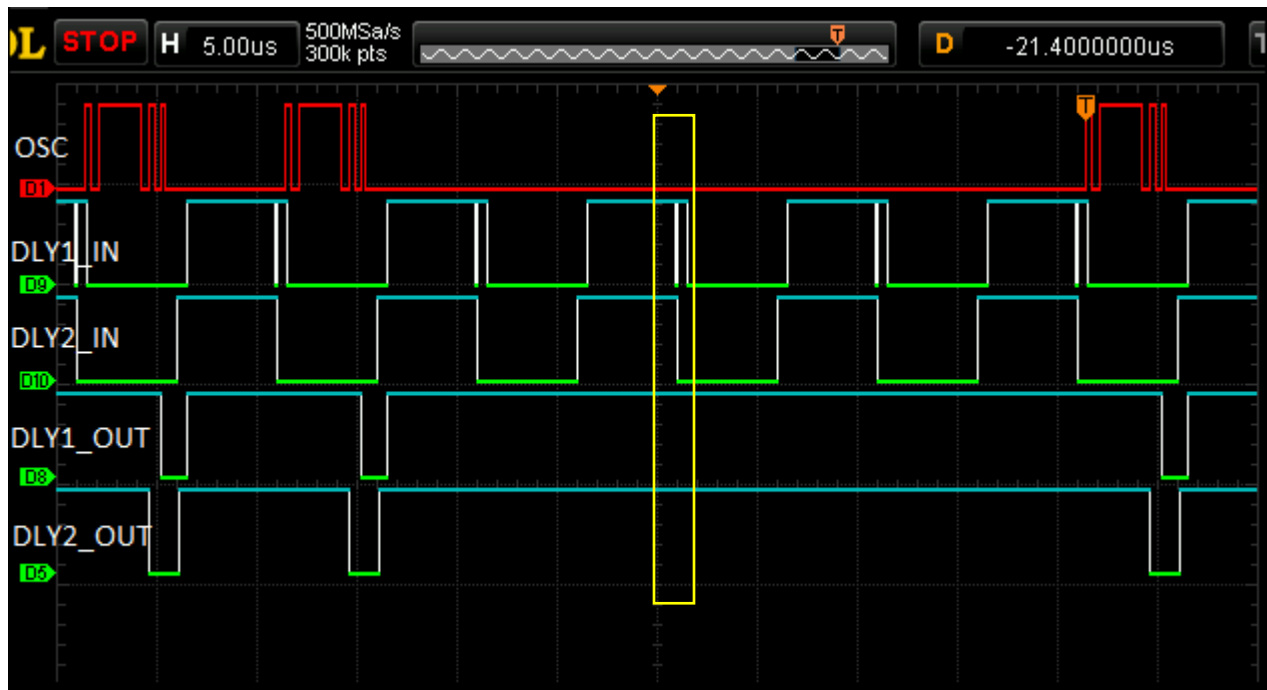 L STOP H 5.00us 500MSa/s
300k pts T D -21.4000000us T
T
OSC
D1
DLY1_IN
D9
DLY2_IN
D10
DLY1_OUT
D8
DLY2_OUT
D5